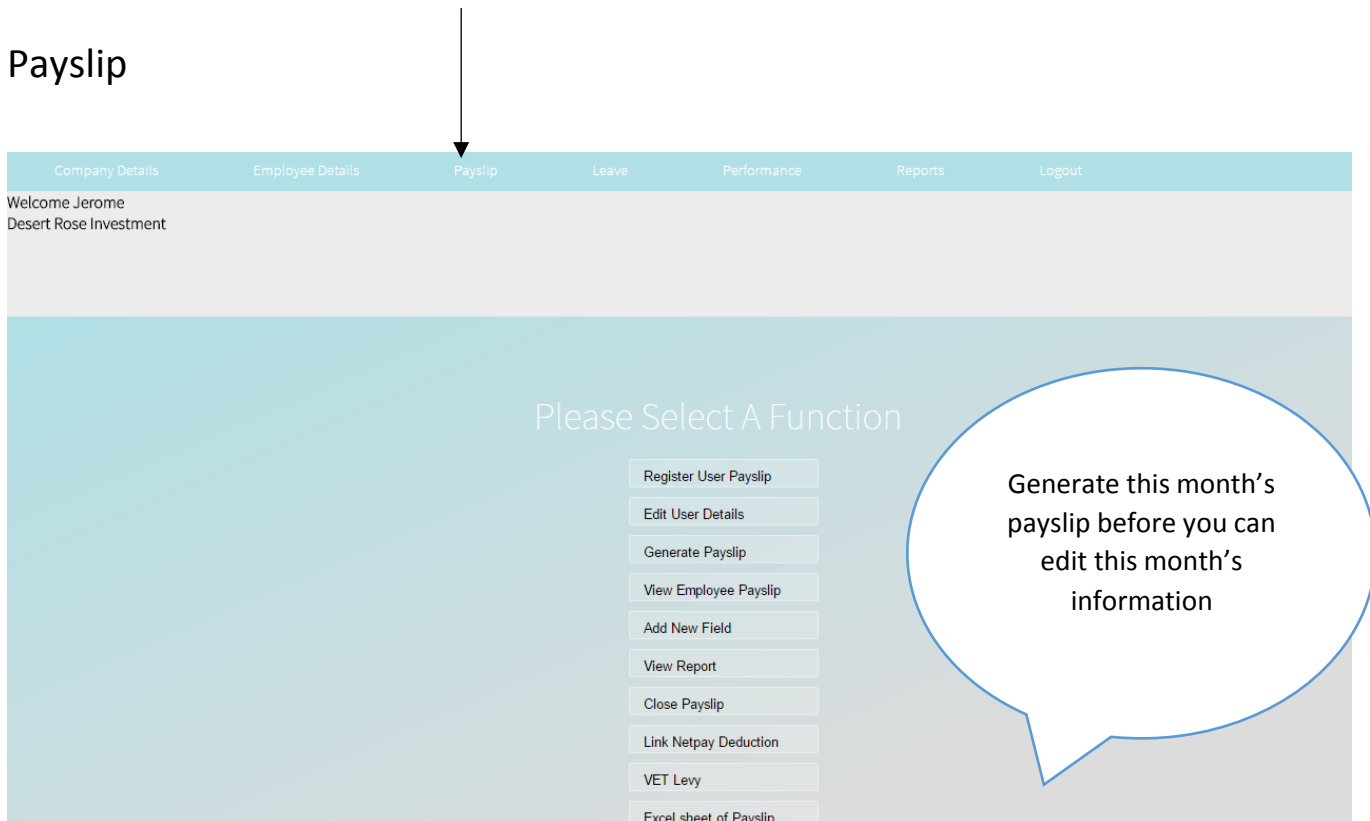 Payslip
Company Details Employee Details Payslip Leave Performance Reports Logout
Welcome Jerome
Desert Rose Investment
Please Select A Function
Register User Payslip
Edit User Details
Generate Payslip
View Employee Payslip
Add New Field
View Report
Close Payslip
Link Netpay Deduction
VET Levy
Excel sheet of Payslip
Generate this month’s
payslip before you can
edit this month’s
information